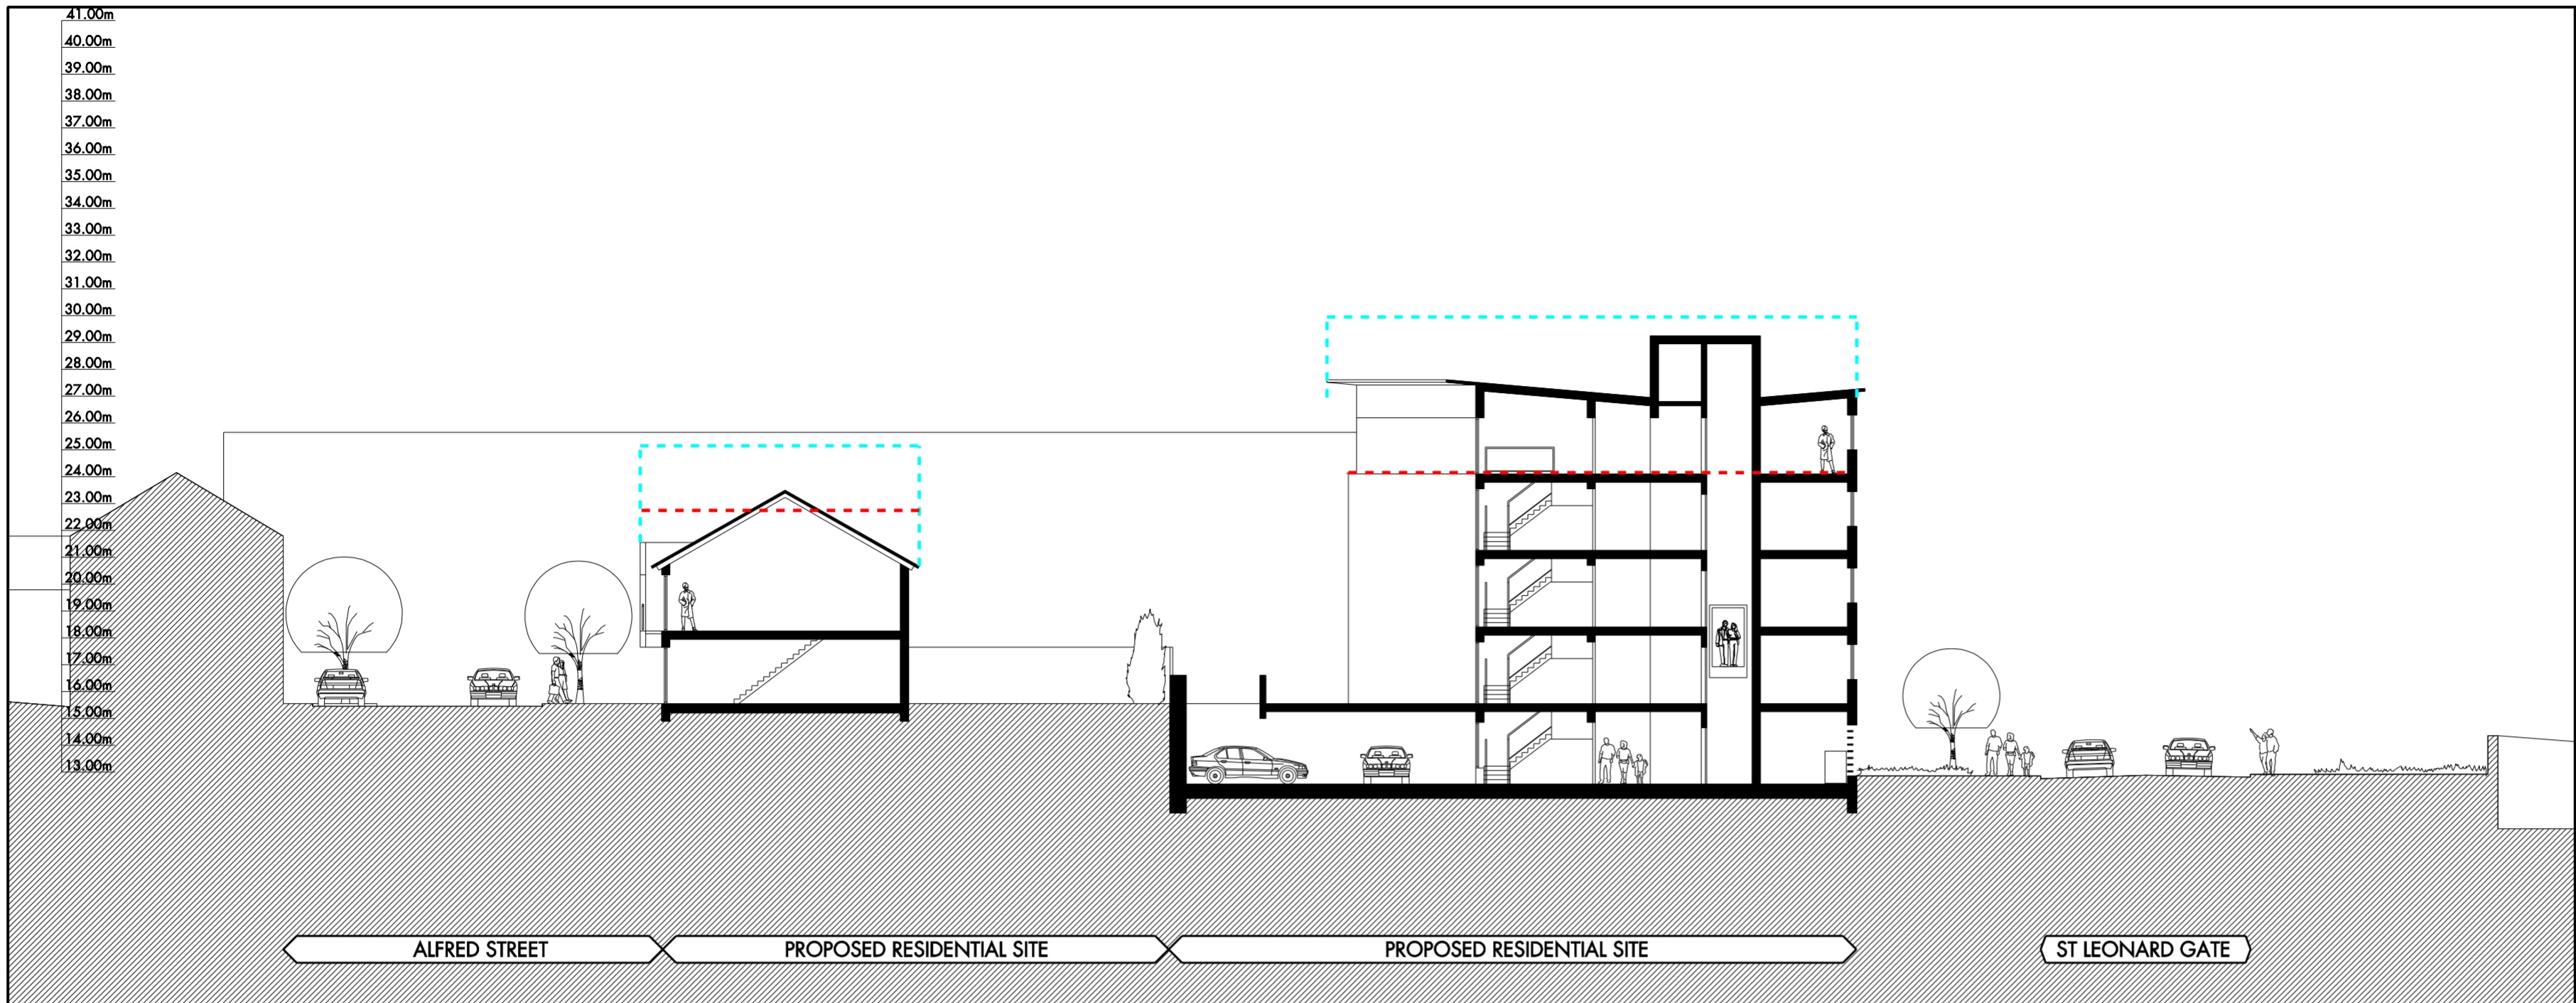 41.00m
40.00m
39.00m
38.00m
37.00m
36.00m
35.00m
34.00m
33.00m
32.00m
31.00m
30.00m
29.00m
28.00m
27.00m
26.00m
25.00m
24.00m
23.00m
22.00m
21.00m
20.00m
19.00m
18.00m
17.00m
16.00m
15.00m
14.00m
13.00m
ALFRED STREET
PROPOSED RESIDENTIAL SITE
PROPOSED RESIDENTIAL SITE
ST LEONARD GATE